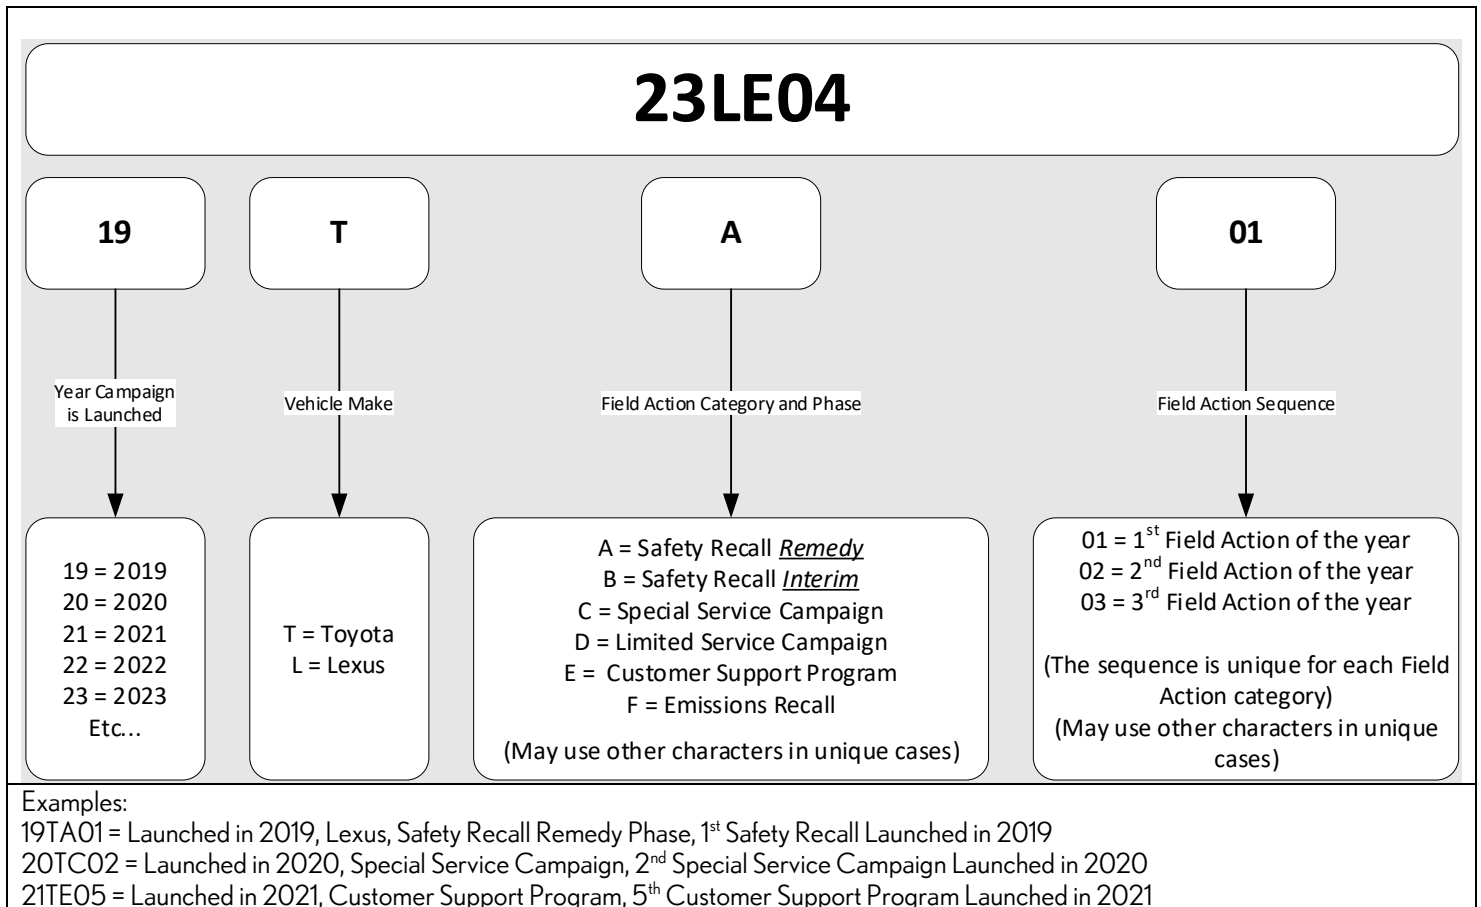 23LE04
19
T
A
01
Year Campaign
is Launched
Vehicle Make
Field Action Category and Phase
Field Action Sequence
19 = 2019
20 = 2020
21 = 2021
22 = 2022
23 = 2023
Etc...
T = Toyota
L = Lexus
A = Safety Recall Remedy
B = Safety Recall Interim
C = Special Service Campaign
D = Limited Service Campaign
E =  Customer Support Program
F = Emissions Recall
(May use other characters in unique cases)
01 = 1st Field Action of the year
02 = 2nd Field Action of the year
03 = 3rd Field Action of the year
(The sequence is unique for each Field
Action category)
(May use other characters in unique
cases)
Examples:
19TA01 = Launched in 2019, Lexus, Safety Recall Remedy Phase, 1st Safety Recall Launched in 2019
20TC02 = Launched in 2020, Special Service Campaign, 2nd Special Service Campaign Launched in 2020
21TE05 = Launched in 2021, Customer Support Program, 5th Customer Support Program Launched in 2021